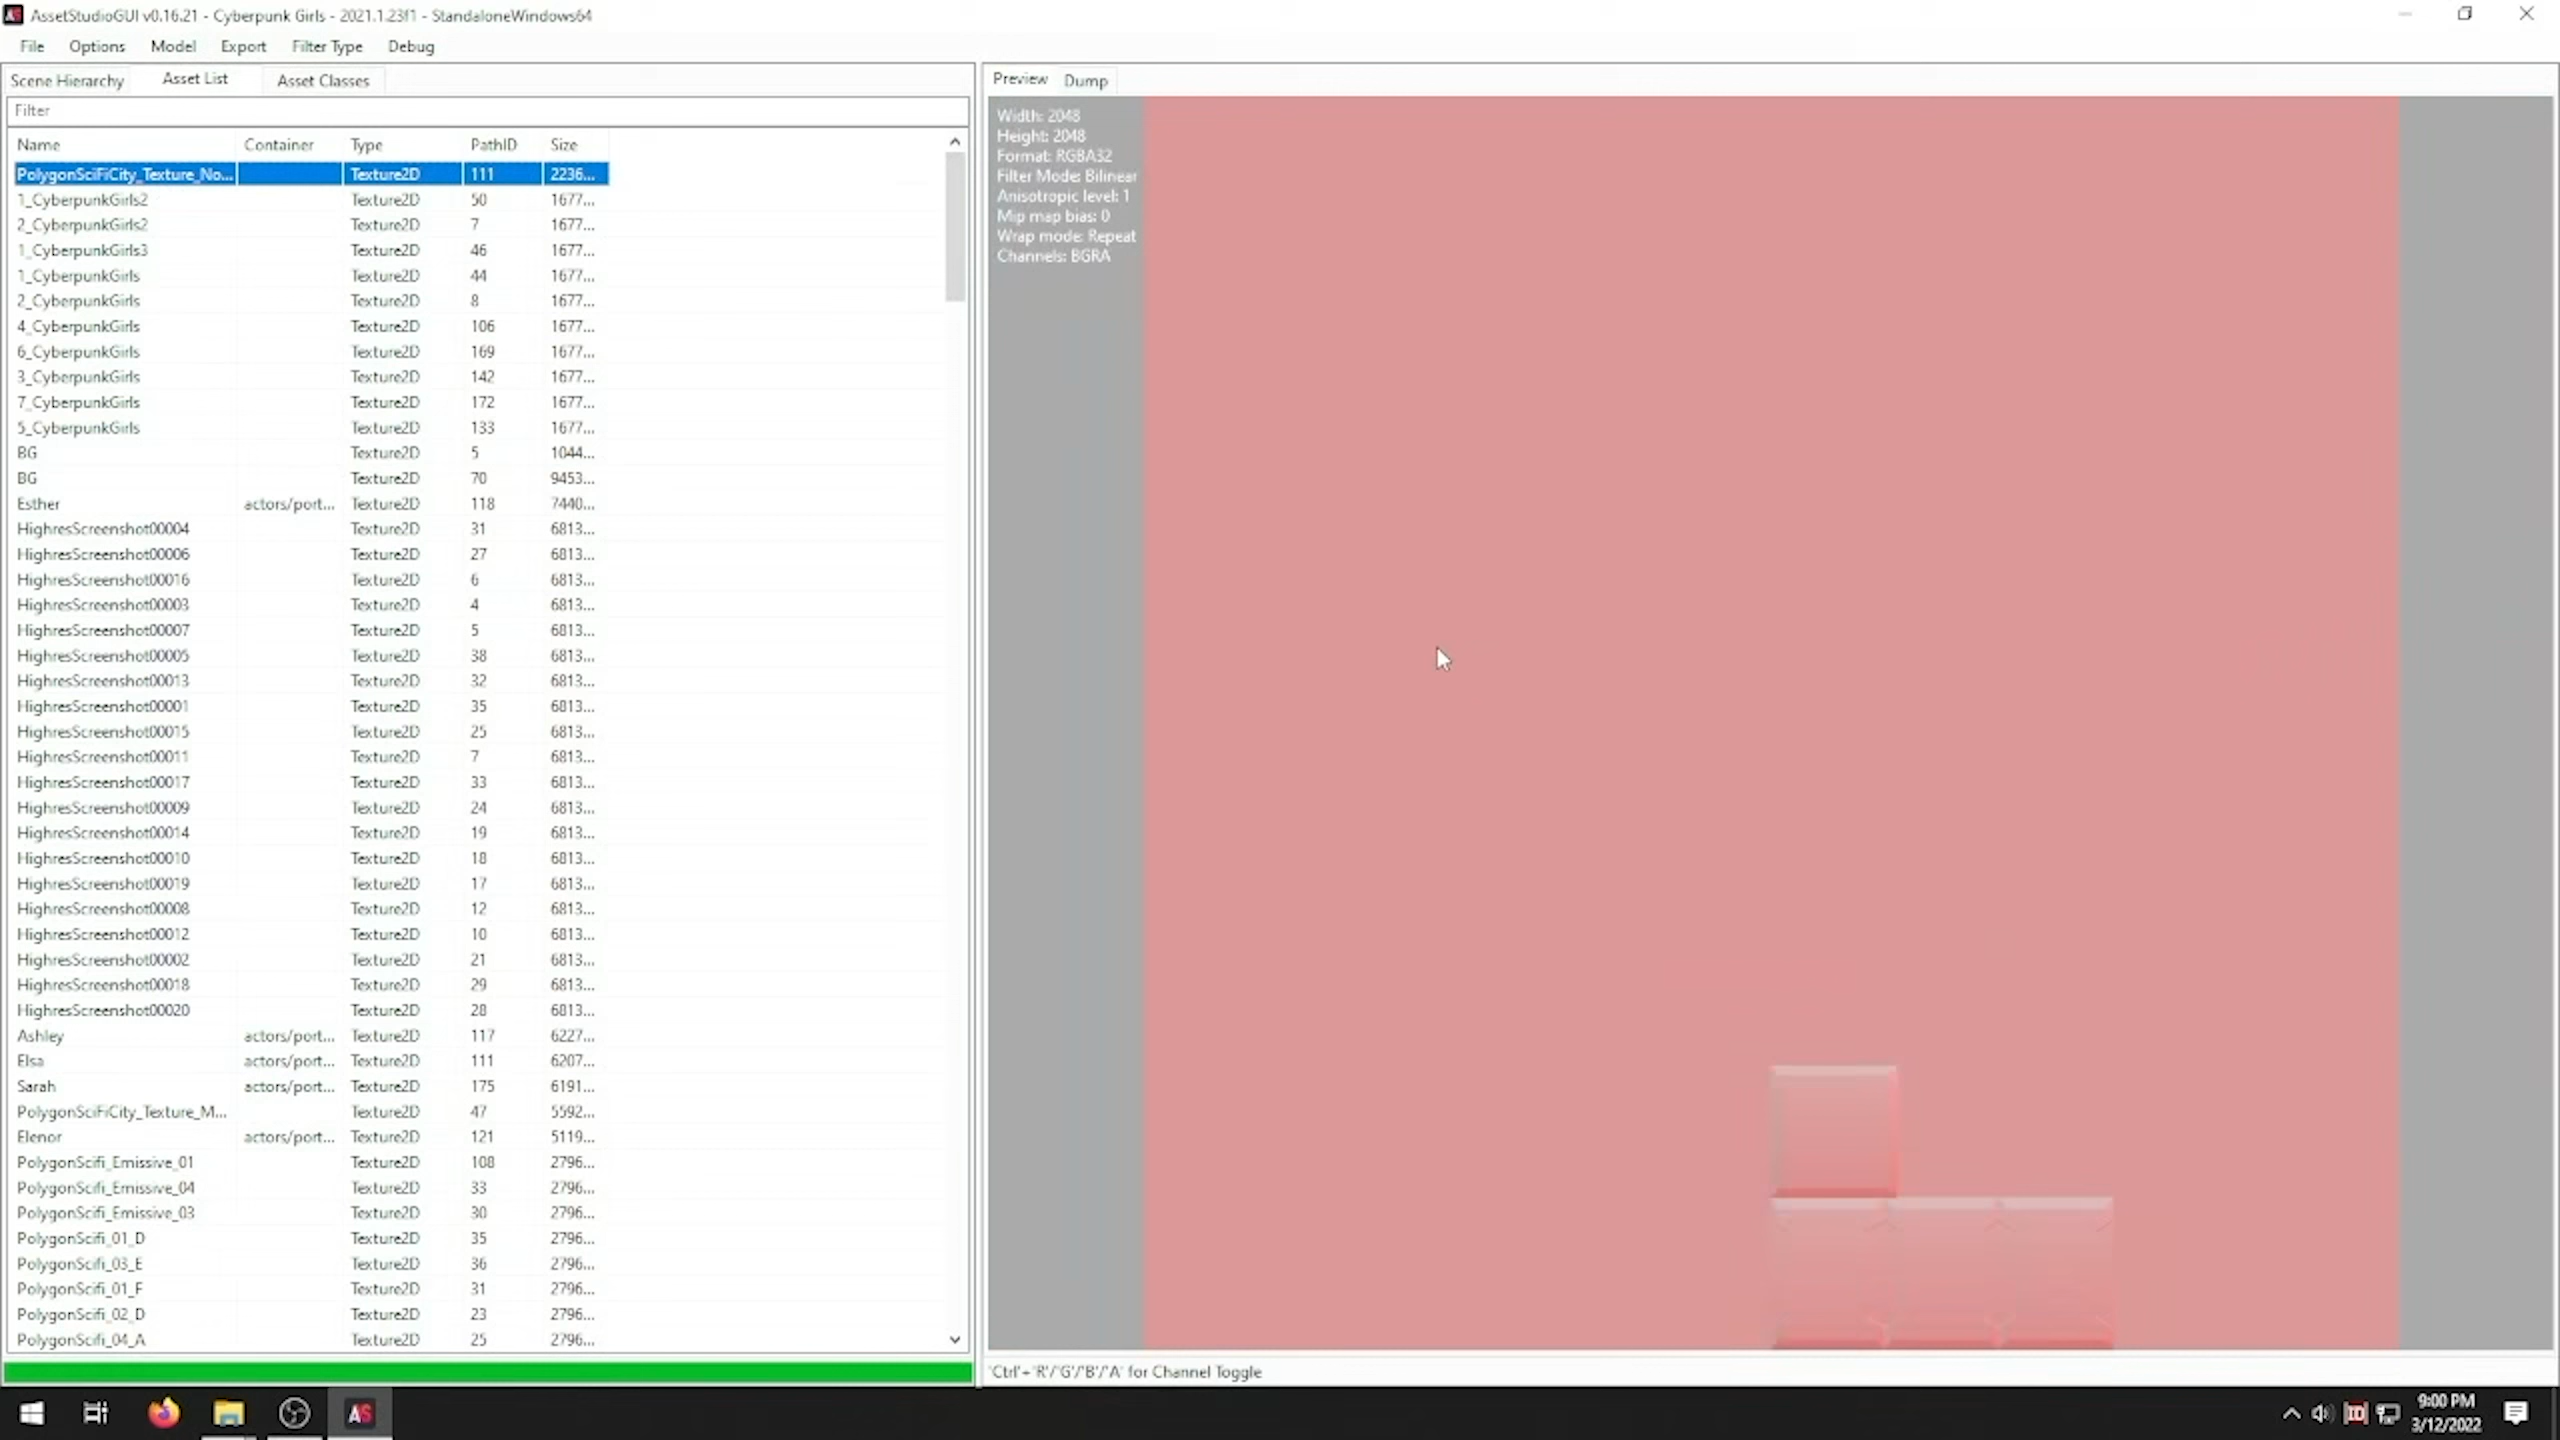 AssetStudioGUI v0.16.21 - Cyberpunk Girls - 2021.1.23f1 - StandaloneWindows64
File Options Model Export Filter Type Debug
Scene Hierarchy Asset List Asset Classes
Filter
Name Container Type PathID Size
PolygonSciFiCity_Texture_No... Texture2D 111 2236...
1_CyberpunkGirls2 Texture2D 50 1677...
2_CyberpunkGirls2 Texture2D 7 1677...
1_CyberpunkGirls3 Texture2D 46 1677...
1_CyberpunkGirls Texture2D 44 1677...
2_CyberpunkGirls Texture2D 8 1677...
4_CyberpunkGirls Texture2D 106 1677...
6_CyberpunkGirls Texture2D 169 1677...
3_CyberpunkGirls Texture2D 142 1677...
7_CyberpunkGirls Texture2D 172 1677...
5_CyberpunkGirls Texture2D 133 1677...
BG Texture2D 5 1044...
BG Texture2D 70 9453...
Esther actors/port... Texture2D 118 7440...
HighresScreenshot00004 Texture2D 31 6813...
HighresScreenshot00006 Texture2D 27 6813...
HighresScreenshot00016 Texture2D 6 6813...
HighresScreenshot00003 Texture2D 4 6813...
HighresScreenshot00007 Texture2D 5 6813...
HighresScreenshot00005 Texture2D 38 6813...
HighresScreenshot00013 Texture2D 32 6813...
HighresScreenshot00001 Texture2D 35 6813...
HighresScreenshot00015 Texture2D 25 6813...
HighresScreenshot00011 Texture2D 7 6813...
HighresScreenshot00017 Texture2D 33 6813...
HighresScreenshot00009 Texture2D 24 6813...
HighresScreenshot00014 Texture2D 19 6813...
HighresScreenshot00010 Texture2D 18 6813...
HighresScreenshot00019 Texture2D 17 6813...
HighresScreenshot00008 Texture2D 12 6813...
HighresScreenshot00012 Texture2D 10 6813...
HighresScreenshot00002 Texture2D 21 6813...
HighresScreenshot00018 Texture2D 29 6813...
HighresScreenshot00020 Texture2D 28 6813...
Ashley actors/port... Texture2D 117 6227...
Elsa actors/port... Texture2D 111 6207...
Sarah actors/port... Texture2D 175 6191...
PolygonSciFiCity_Texture_M... Texture2D 47 5592...
Elenor actors/port... Texture2D 121 5119...
PolygonScifi_Emissive_01 Texture2D 108 2796...
PolygonScifi_Emissive_04 Texture2D 33 2796...
PolygonScifi_Emissive_03 Texture2D 30 2796...
PolygonScifi_01_D Texture2D 35 2796...
PolygonScifi_03_E Texture2D 36 2796...
PolygonScifi_01_F Texture2D 31 2796...
PolygonScifi_02_D Texture2D 23 2796...
PolygonScifi_04_A Texture2D 25 2796...
Preview Dump
Width: 2048
Height: 2048
Format: RGBA32
Filter Mode: Bilinear
Anisotropic level: 1
Mip map bias: 0
Wrap mode: Repeat
Channels: BGRA
'Ctrl'+'R'/'G'/'B'/'A' for Channel Toggle
AS
9:00 PM
3/12/2022